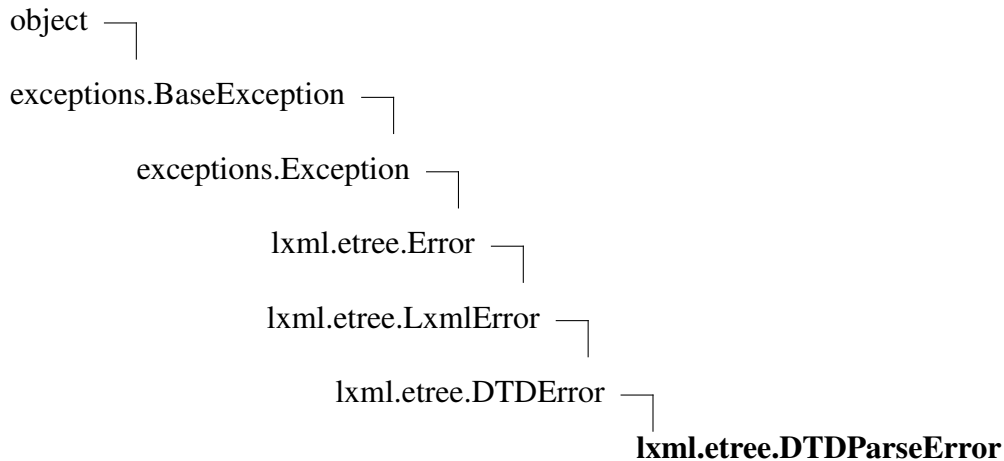 object
exceptions.BaseException
exceptions.Exception
lxml.etree.Error
lxml.etree.LxmlError
lxml.etree.DTDError
lxml.etree.DTDParseError